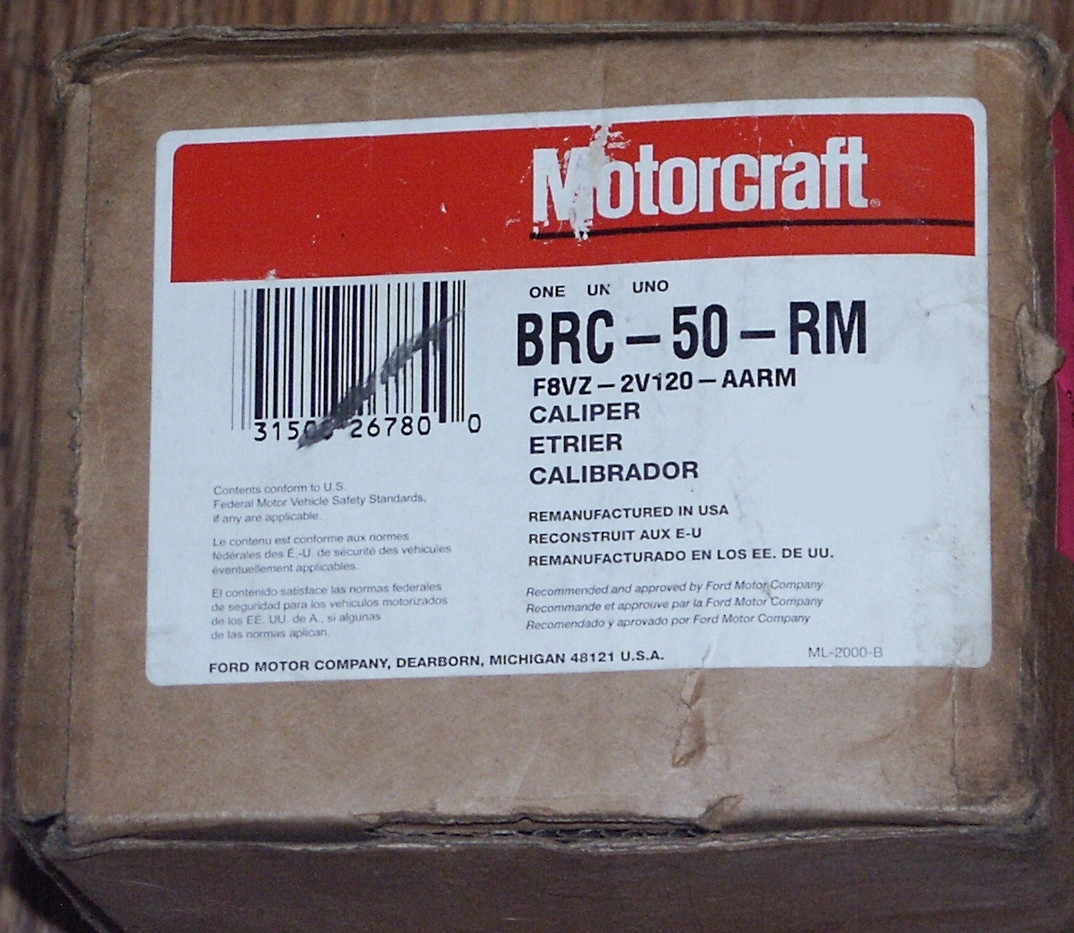 Motorcraft®
ONE UN UNO
BRC-50-RM
F8VZ-2V120-AARM
CALIPER
ETRIER
CALIBRADOR
REMANUFACTURED IN USA
RECONSTRUIT AUX E-U
REMANUFACTURADO EN LOS EE. DE UU.
Recommended and approved by Ford Motor Company
Recommande et approuve par la Ford Motor Company
Recomendado y aprovado por Ford Motor Company
26780 0
Contents conform to U.S.
Federal Motor Vehicle Safety Standards,
if any are applicable.
Le contenu est conforme aux normes
fédérales des É.-U. de sécurité des véhicules
éventuellement applicables.
El contenido satisface las normas federales
de seguridad para los vehiculos motorizados
de los EE. UU. de A., si algunas
de las normas aplican.
FORD MOTOR COMPANY, DEARBORN, MICHIGAN 48121 U.S.A.
ML-2000-B